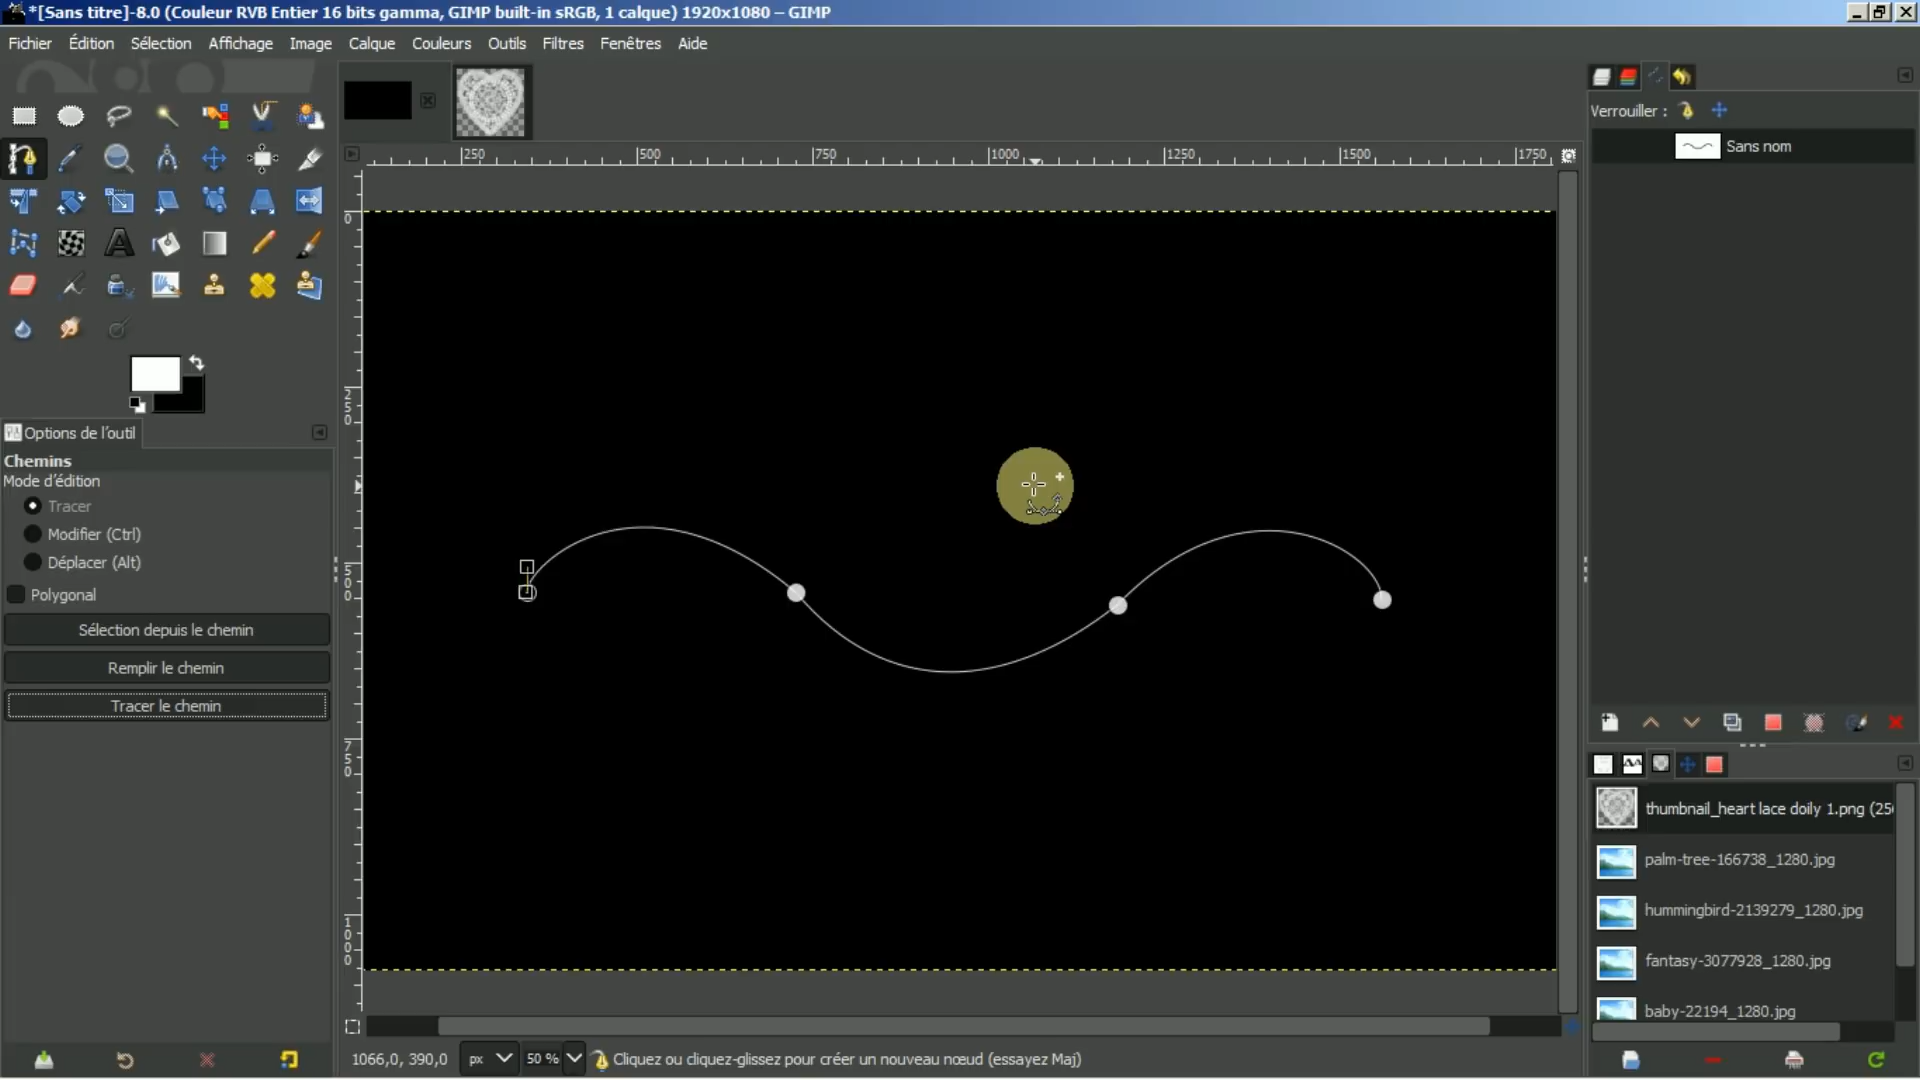 *[Sans titre]-8.0 (Couleur RVB Entier 16 bits gamma, GIMP built-in sRGB, 1 calque) 1920x1080 – GIMP
Fichier Édition Sélection Affichage Image Calque Couleurs Outils Filtres Fenêtres Aide
Verrouiller :
Sans nom
250 500 750 1000 1250 1500 1750
0
250
500
750
1000
Options de l'outil
Chemins
Mode d'édition
Tracer
Modifier (Ctrl)
Déplacer (Alt)
Polygonal
Sélection depuis le chemin
Remplir le chemin
Tracer le chemin
thumbnail_heart lace doily 1.png (25
palm-tree-166738_1280.jpg
hummingbird-2139279_1280.jpg
fantasy-3077928_1280.jpg
baby-22194_1280.jpg
1066,0, 390,0 px 50 % Cliquez ou cliquez-glissez pour créer un nouveau nœud (essayez Maj)